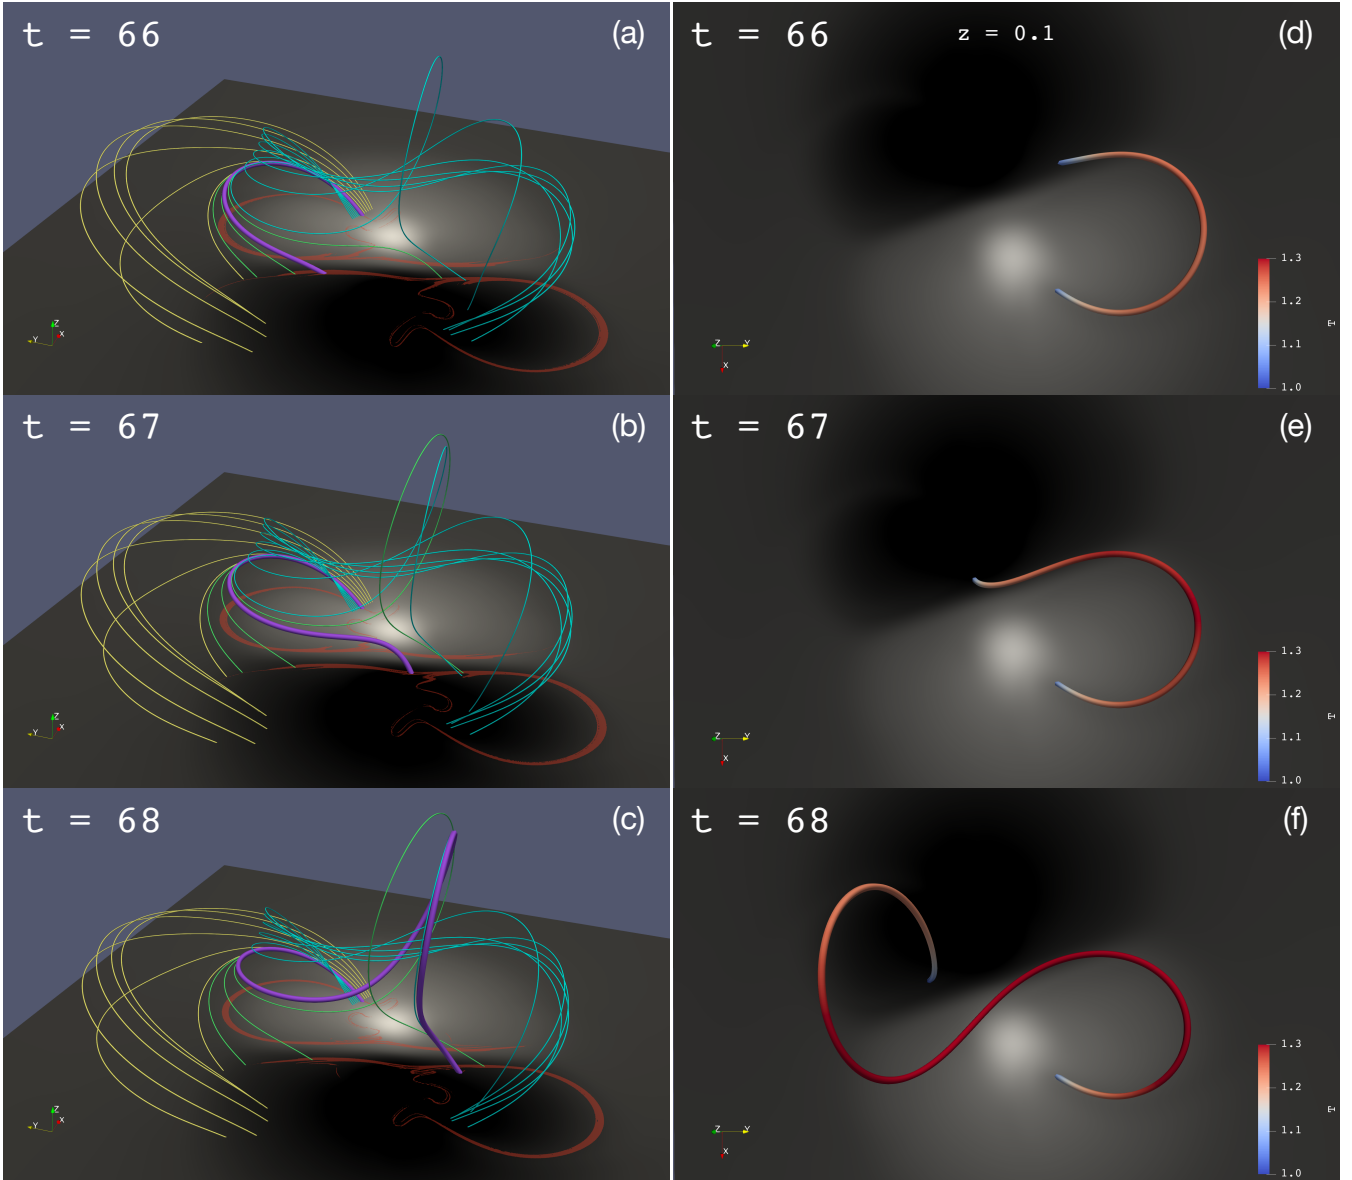 t = 66 (a)
Z
Y X
t = 66 z = 0.1 (d)
1.3
1.2
T
1.1
1.0
Z Y
X
t = 67 (b)
Z
Y X
t = 67 (e)
1.3
1.2
T
1.1
1.0
Z Y
X
t = 68 (c)
Z
Y X
t = 68 (f)
1.3
1.2
T
1.1
1.0
Z Y
X